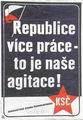 Republice
více práce-
to je naše
agitace!
KSČ